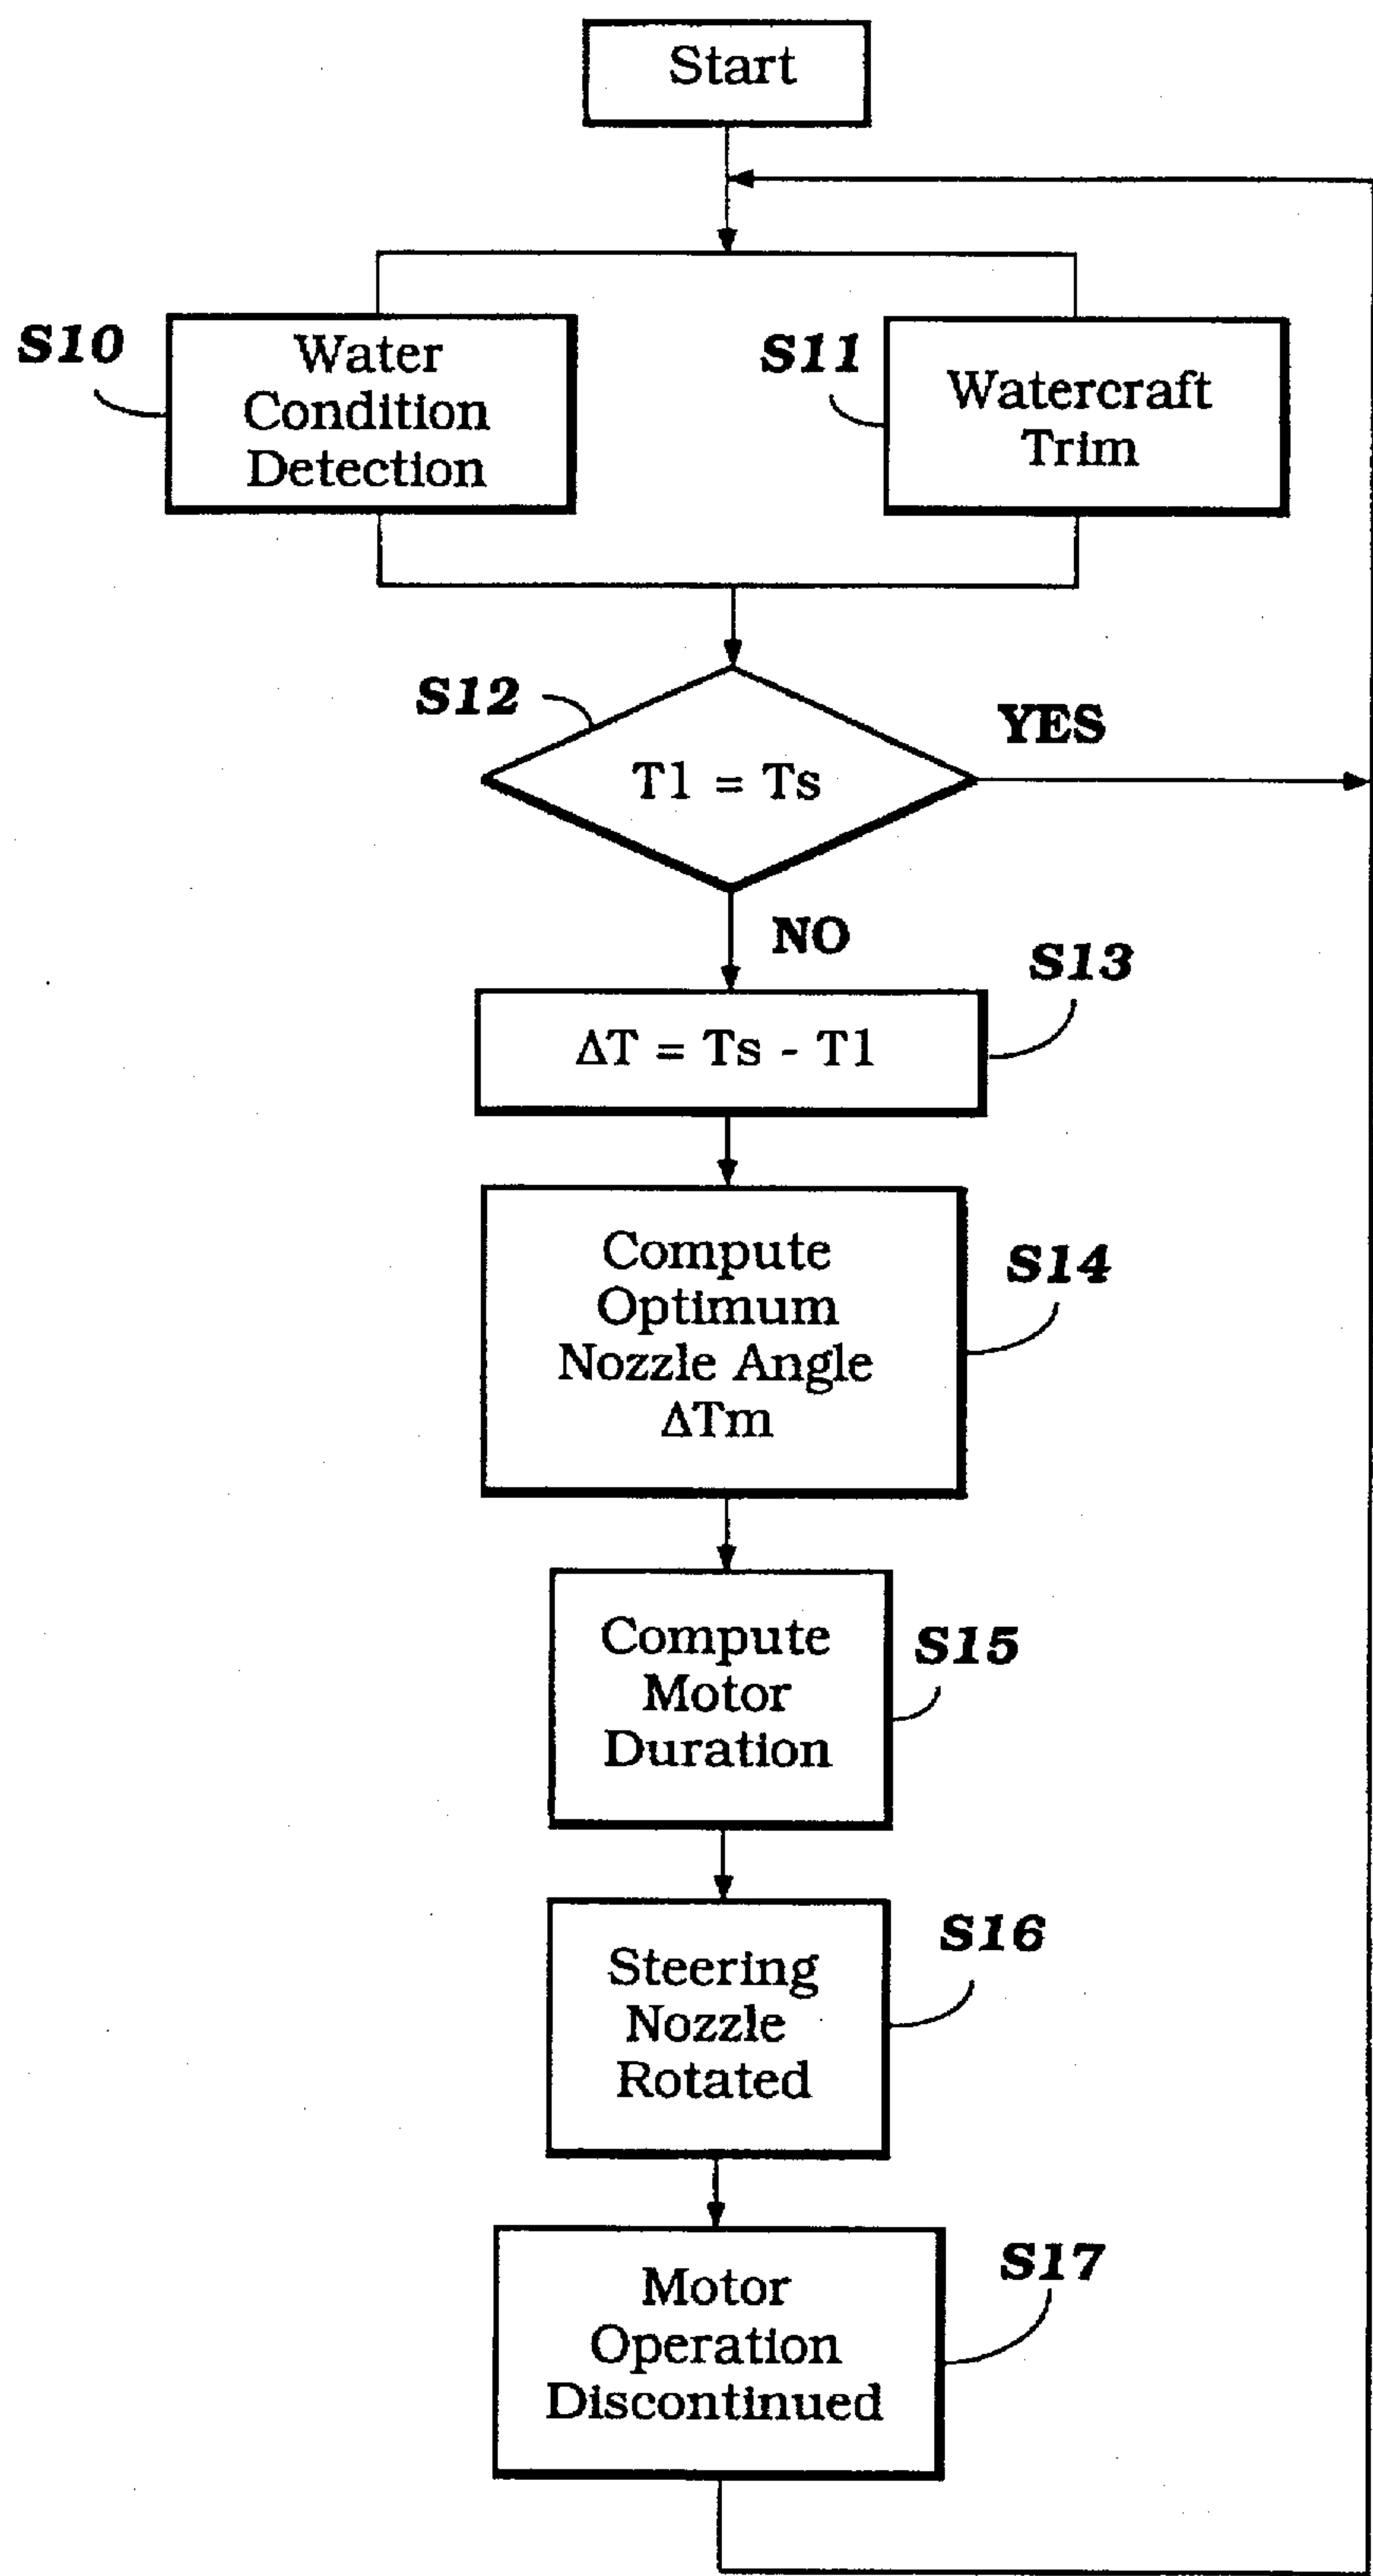 Start
S10
Water
Condition
Detection
S11
Watercraft
Trim
S12
T1 = Ts
YES
NO
S13
ΔT = Ts - T1
Compute
Optimum
Nozzle Angle
ΔTm
S14
Compute
Motor
Duration
S15
Steering
Nozzle
Rotated
S16
Motor
Operation
Discontinued
S17